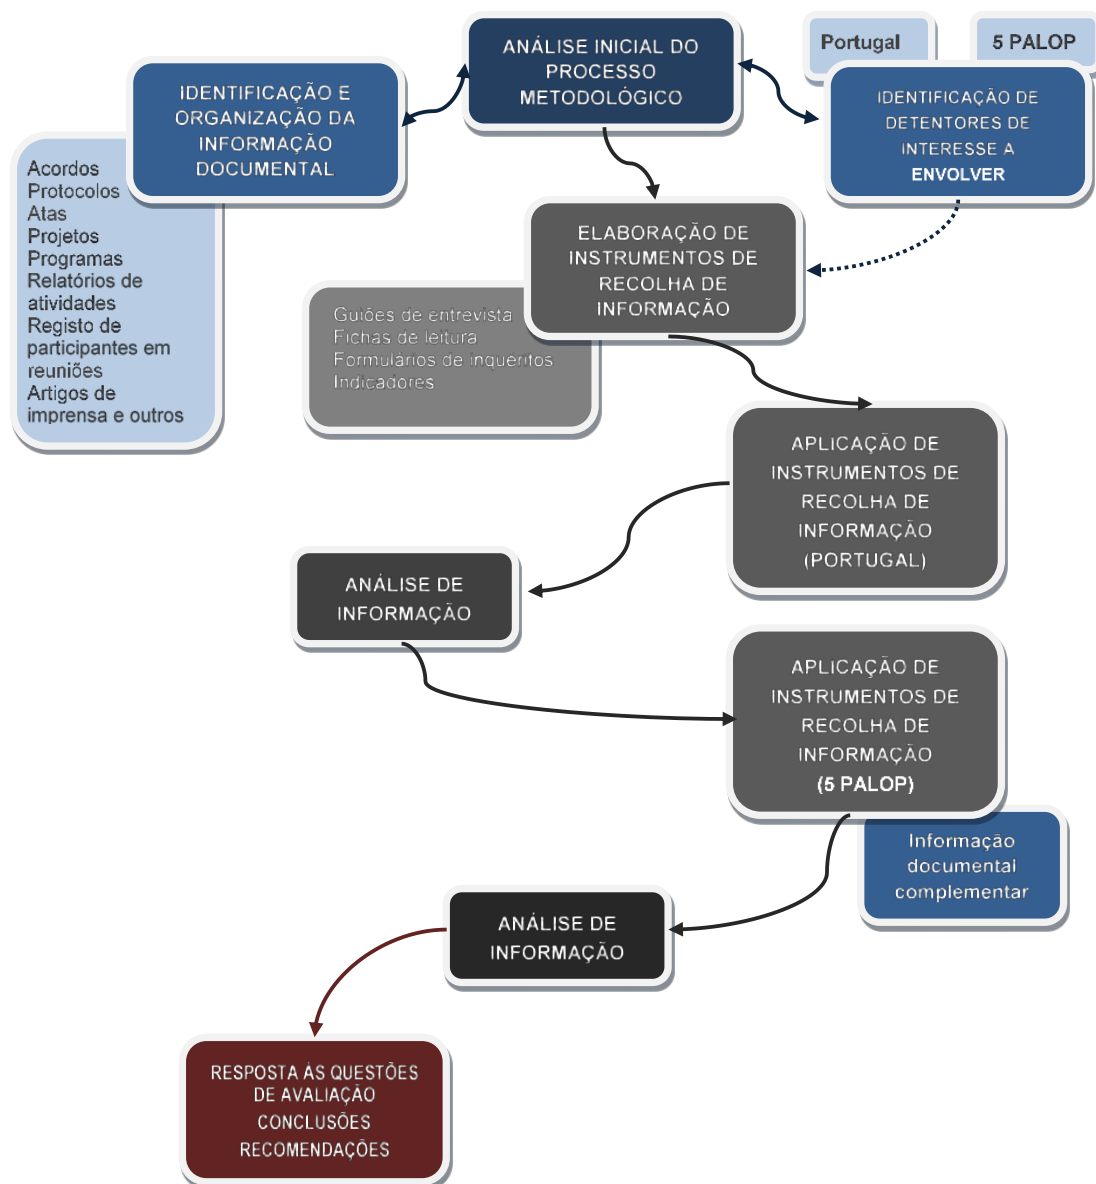 ANÁLISE INICIAL DO
PROCESSO
METODOLÓGICO
Portugal
5 PALOP
IDENTIFICAÇÃO E
ORGANIZAÇÃO DA
INFORMAÇÃO
DOCUMENTAL
IDENTIFICAÇÃO DE
DETENTORES DE
INTERESSE A
ENVOLVER
Acordos
Protocolos
Atas
Projetos
Programas
Relatórios de
atividades
Registo de
participantes em
reuniões
Artigos de
imprensa e outros
ELABORAÇÃO DE
INSTRUMENTOS DE
RECOLHA DE
INFORMAÇÃO
Guiões de entrevista
Fichas de leitura
Formulários de inquéritos
Indicadores
APLICAÇÃO DE
INSTRUMENTOS DE
RECOLHA DE
INFORMAÇÃO
(PORTUGAL)
ANÁLISE DE
INFORMAÇÃO
APLICAÇÃO DE
INSTRUMENTOS DE
RECOLHA DE
INFORMAÇÃO
(5 PALOP)
Informação
documental
complementar
ANÁLISE DE
INFORMAÇÃO
RESPOSTA ÀS QUESTÕES
DE AVALIAÇÃO
CONCLUSÕES
RECOMENDAÇÕES